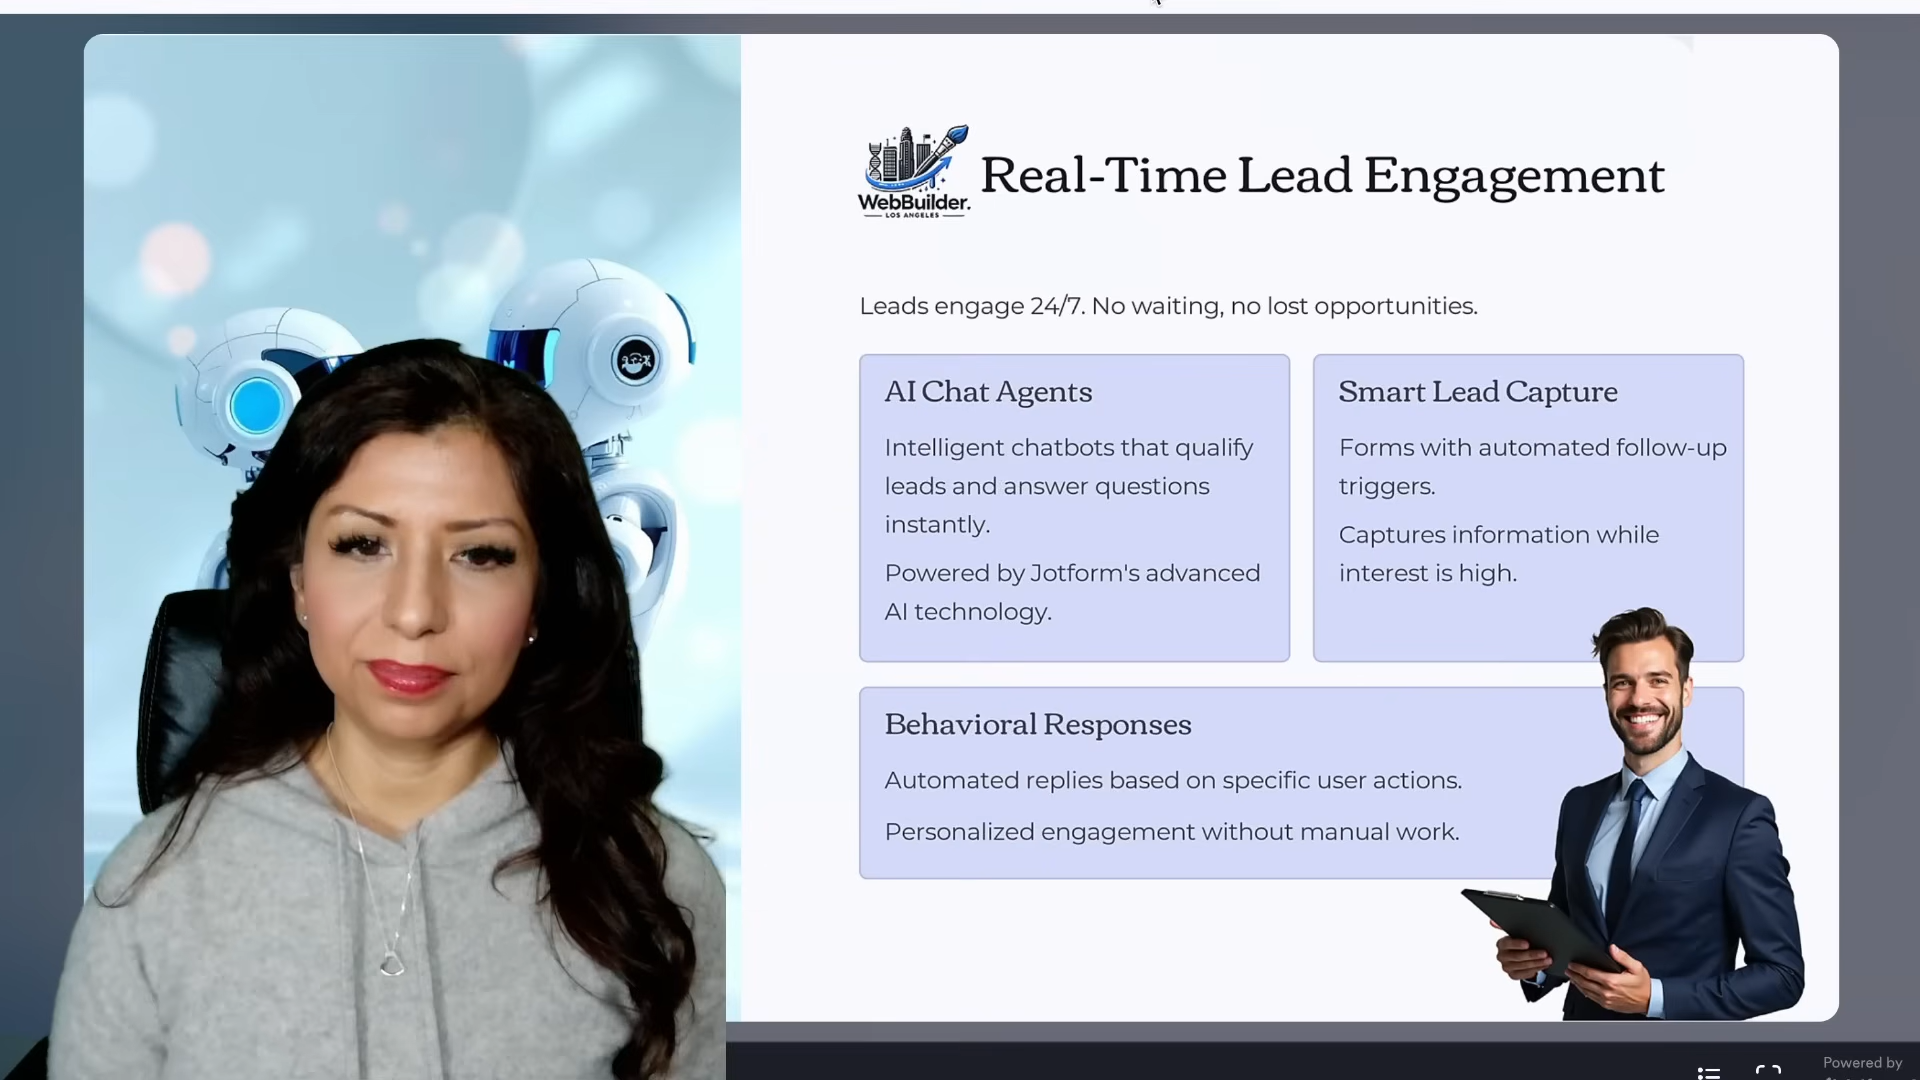 WebBuilder.
LOS ANGELES
Real-Time Lead Engagement
Leads engage 24/7. No waiting, no lost opportunities.
AI Chat Agents
Intelligent chatbots that qualify
leads and answer questions
instantly.
Powered by Jotform's advanced
AI technology.
Smart Lead Capture
Forms with automated follow-up
triggers.
Captures information while
interest is high.
Behavioral Responses
Automated replies based on specific user actions.
Personalized engagement without manual work.
Powered by